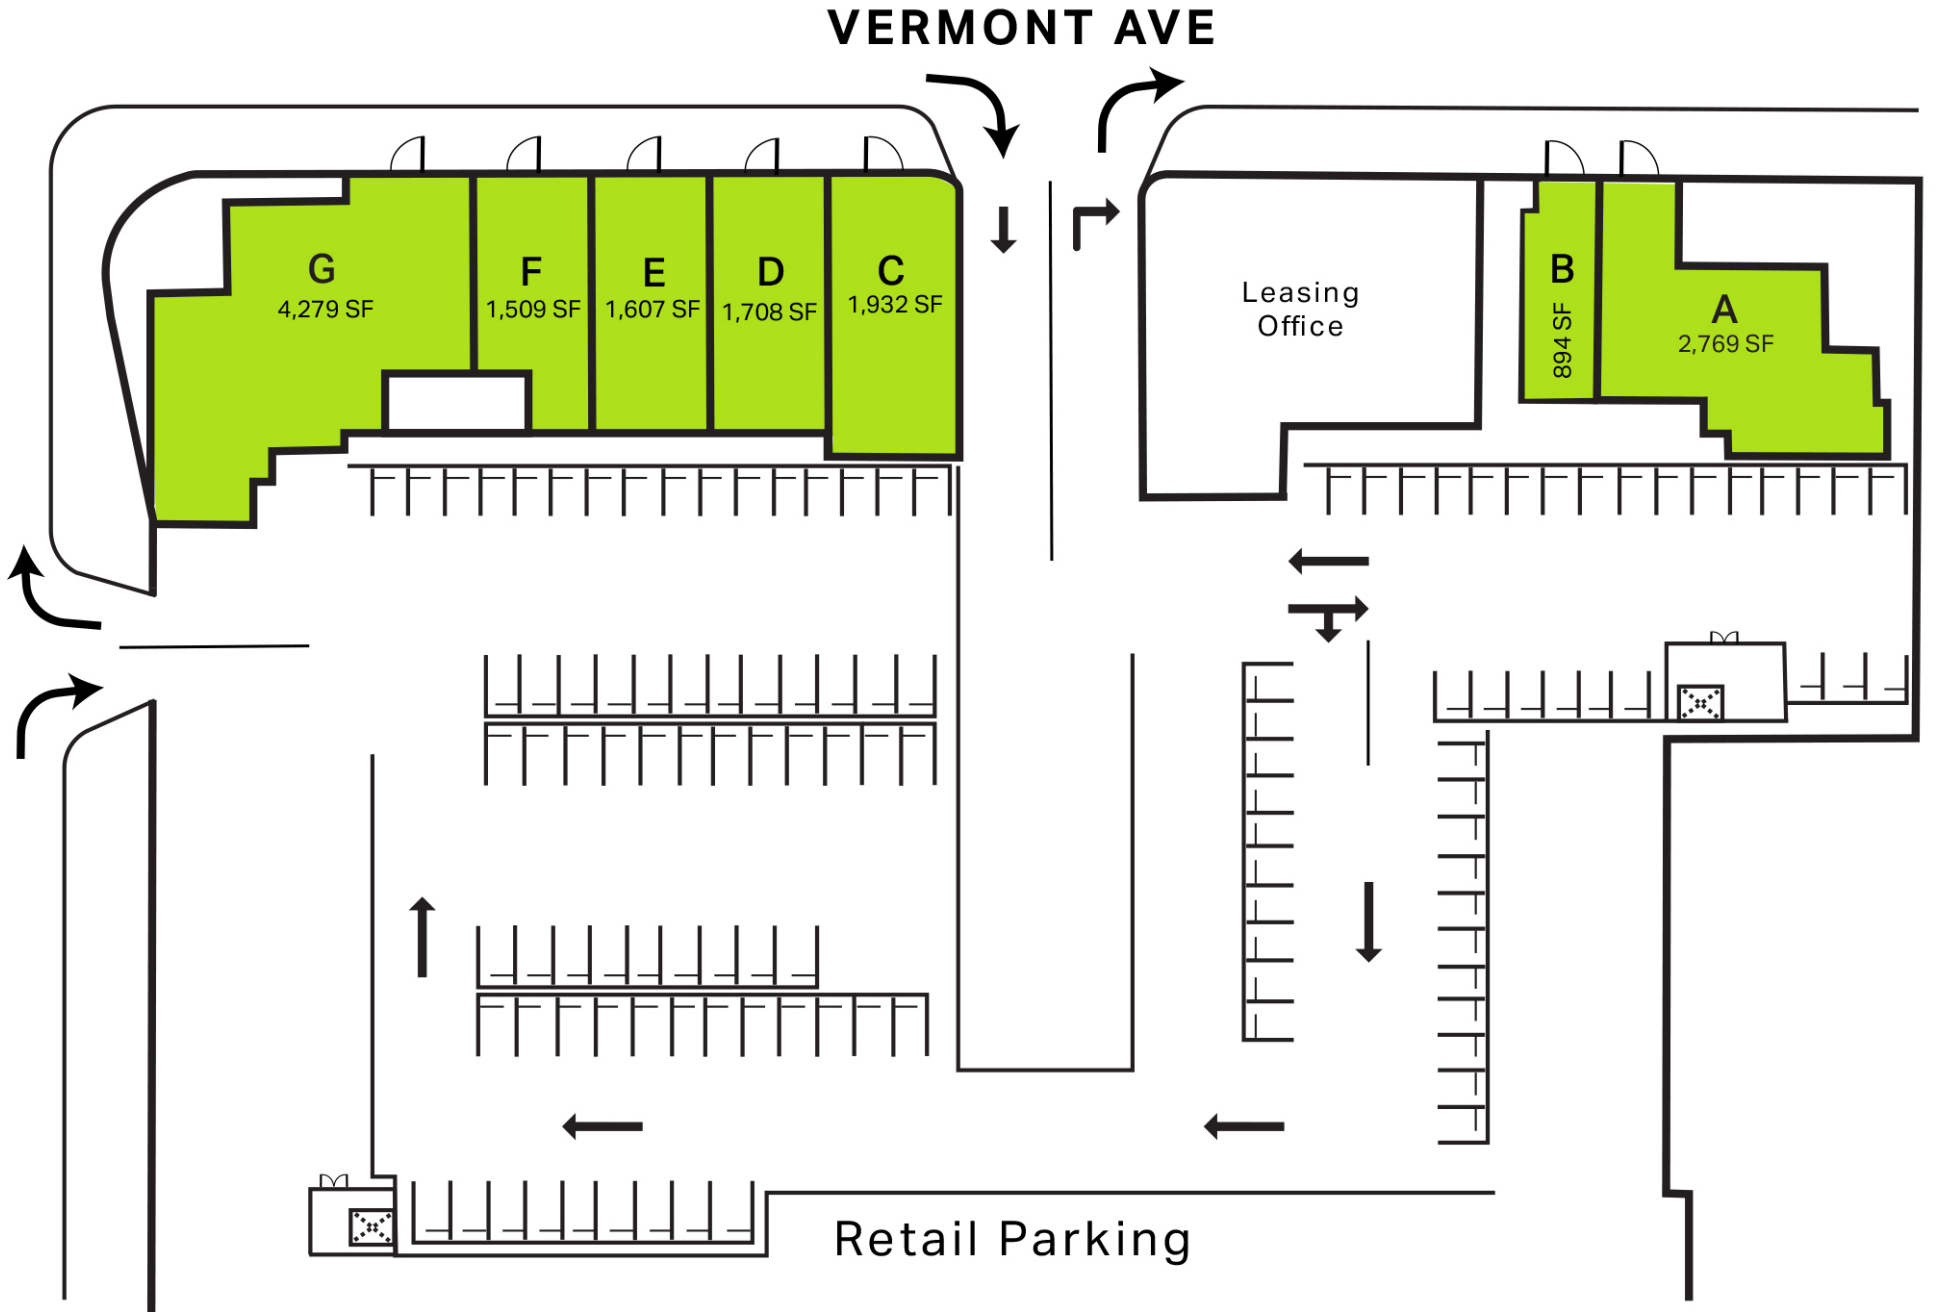 VERMONT AVE
G
4,279 SF
F
1,509 SF
E
1,607 SF
D
1,708 SF
C
1,932 SF
Leasing
Office
B
894 SF
A
2,769 SF
Retail Parking